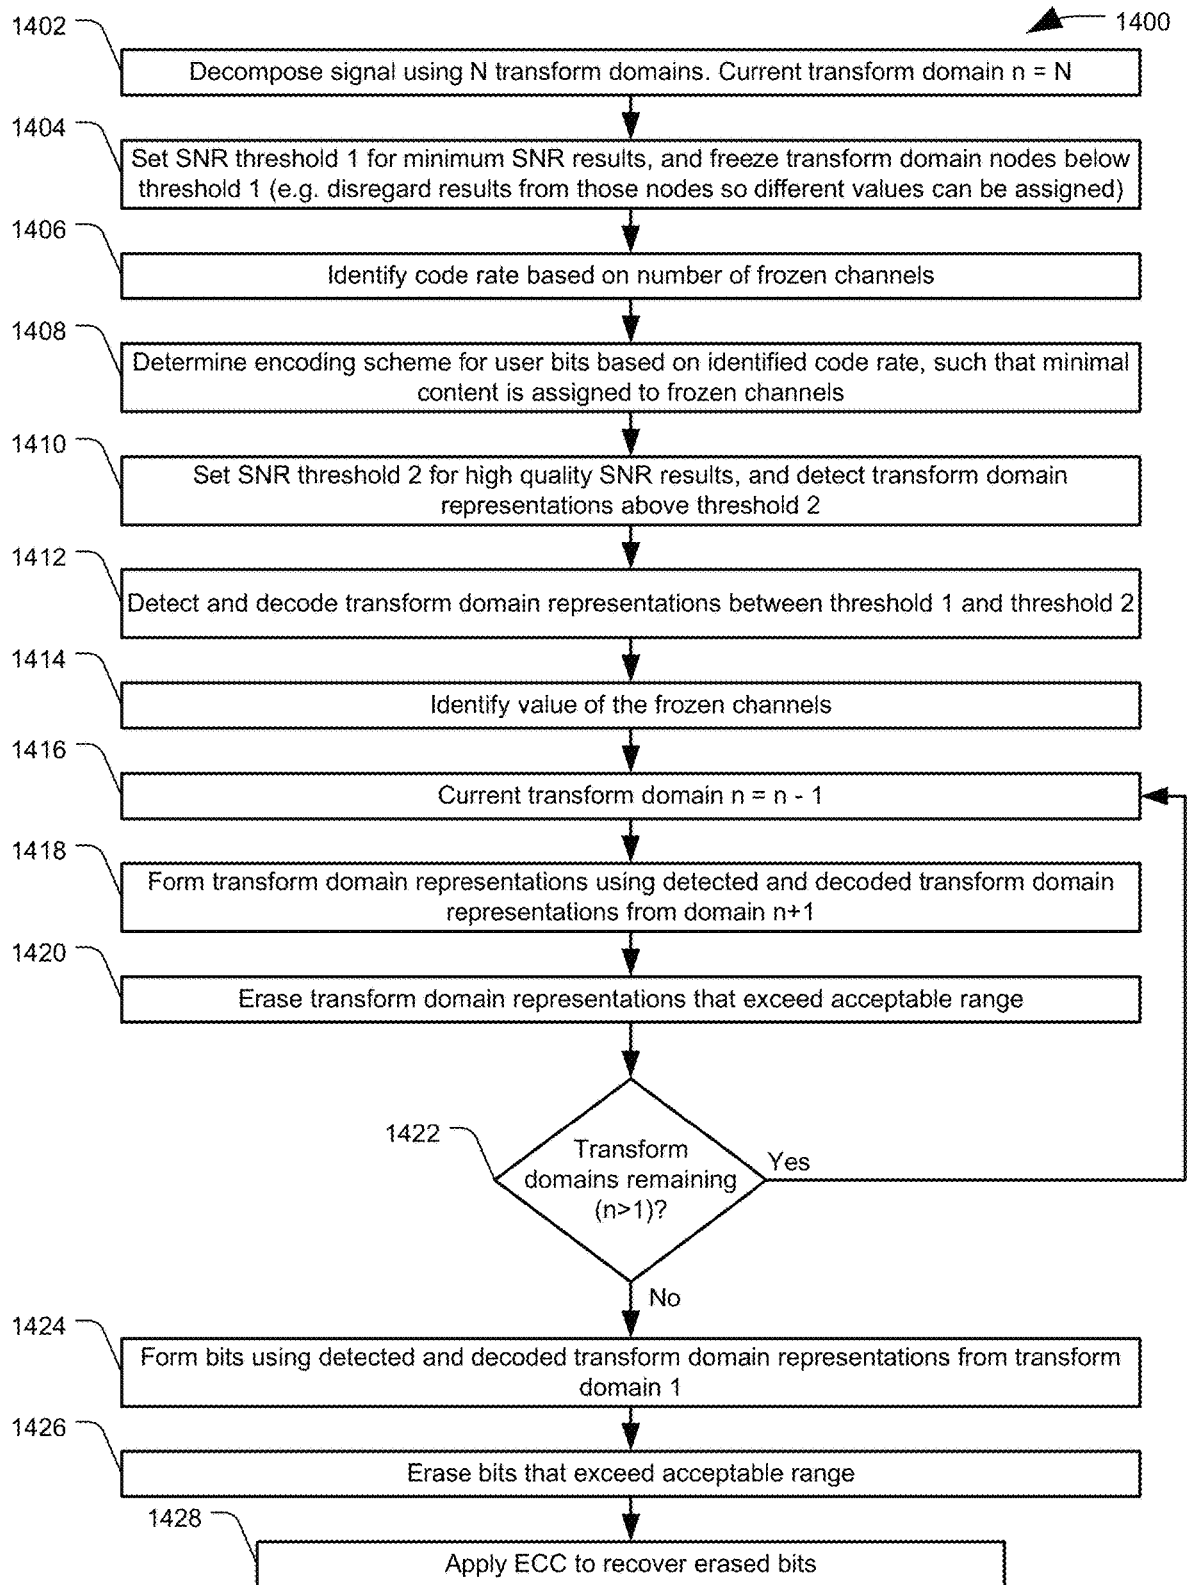 1400
1402
Decompose signal using N transform domains. Current transform domain n = N
1404
Set SNR threshold 1 for minimum SNR results, and freeze transform domain nodes below
threshold 1 (e.g. disregard results from those nodes so different values can be assigned)
1406
Identify code rate based on number of frozen channels
1408
Determine encoding scheme for user bits based on identified code rate, such that minimal
content is assigned to frozen channels
1410
Set SNR threshold 2 for high quality SNR results, and detect transform domain
representations above threshold 2
1412
Detect and decode transform domain representations between threshold 1 and threshold 2
1414
Identify value of the frozen channels
1416
Current transform domain n = n - 1
1418
Form transform domain representations using detected and decoded transform domain
representations from domain n+1
1420
Erase transform domain representations that exceed acceptable range
1422
Transform
domains remaining
(n>1)?
Yes
No
1424
Form bits using detected and decoded transform domain representations from transform
domain 1
1426
Erase bits that exceed acceptable range
1428
Apply ECC to recover erased bits